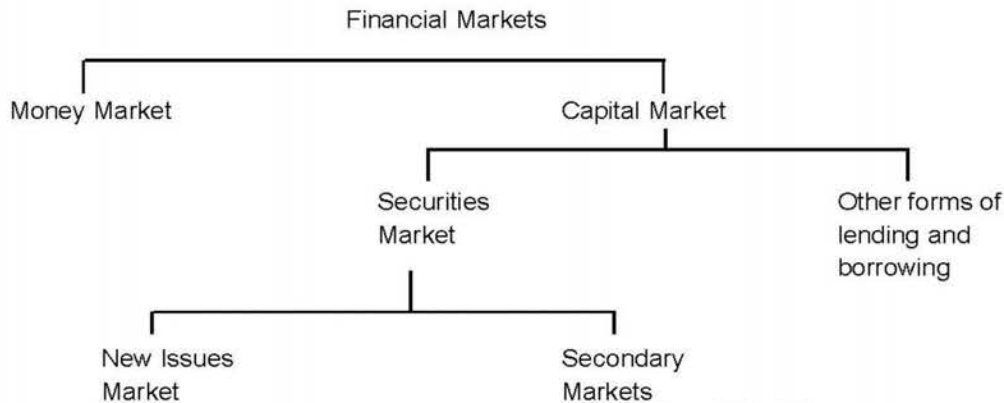 Financial Markets
Money Market
Capital Market
Securities
Market
Other forms of
lending and
borrowing
New Issues
Market
Secondary
Markets